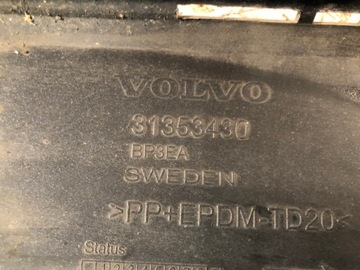 VOLVO
31353430
BP3EA
SWEDEN
>PP+EPDM-TD20<
Status